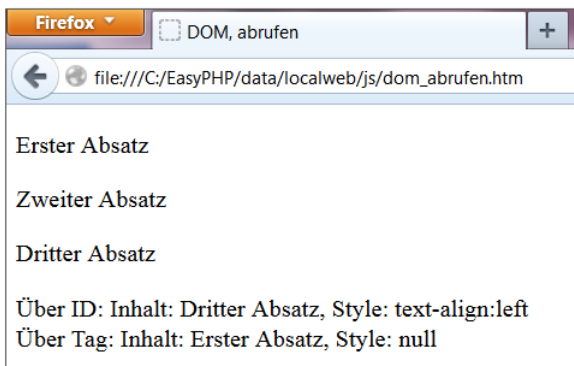 Firefox
DOM, abrufen
+
file:///C:/EasyPHP/data/localweb/js/dom_abrufen.htm
Erster Absatz
Zweiter Absatz
Dritter Absatz
Über ID: Inhalt: Dritter Absatz, Style: text-align:left
Über Tag: Inhalt: Erster Absatz, Style: null